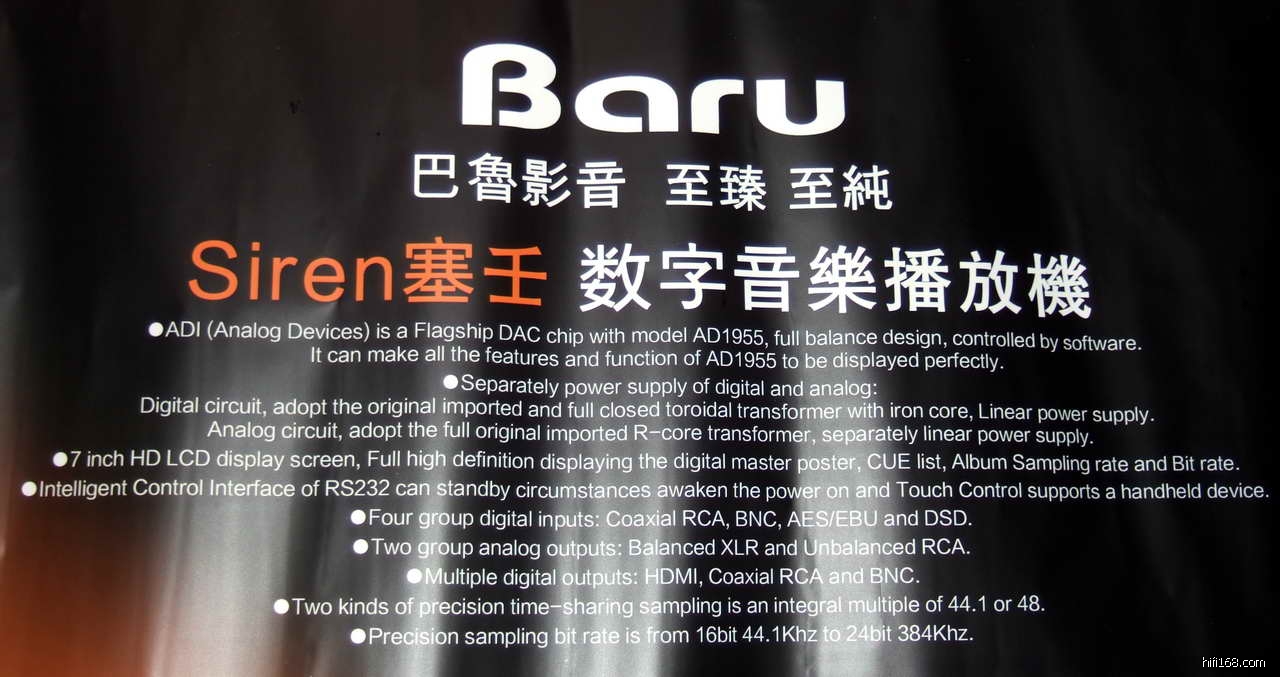 Baru
巴魯影音 至臻 至純
Siren塞壬 数字音樂播放機
●ADI (Analog Devices) is a Flagship DAC chip with model AD1955, full balance design, controlled by software.
It can make all the features and function of AD1955 to be displayed perfectly.
●Separately power supply of digital and analog:
Digital circuit, adopt the original imported and full closed toroidal transformer with iron core, Linear power supply.
Analog circuit, adopt the full original imported R-core transformer, separately linear power supply.
●7 inch HD LCD display screen, Full high definition displaying the digital master poster, CUE list, Album Sampling rate and Bit rate.
●Intelligent Control Interface of RS232 can standby circumstances awaken the power on and Touch Control supports a handheld device.
●Four group digital inputs: Coaxial RCA, BNC, AES/EBU and DSD.
●Two group analog outputs: Balanced XLR and Unbalanced RCA.
●Multiple digital outputs: HDMI, Coaxial RCA and BNC.
●Two kinds of precision time-sharing sampling is an integral multiple of 44.1 or 48.
●Precision sampling bit rate is from 16bit 44.1Khz to 24bit 384Khz.
hifi168.com